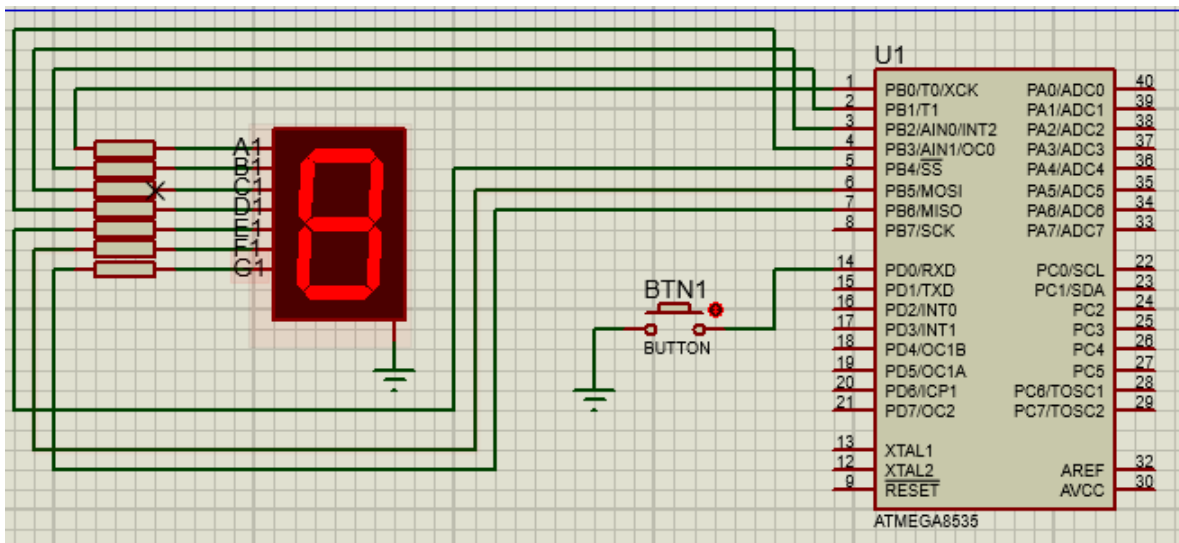 U1
1 PB0/T0/XCK PA0/ADC0 40
2 PB1/T1 PA1/ADC1 39
3 PB2/AIN0/INT2 PA2/ADC2 38
4 PB3/AIN1/OC0 PA3/ADC3 37
5 PB4/SS PA4/ADC4 36
6 PB5/MOSI PA5/ADC5 35
7 PB6/MISO PA6/ADC6 34
8 PB7/SCK PA7/ADC7 33
14 PD0/RXD PC0/SCL 22
15 PD1/TXD PC1/SDA 23
16 PD2/INT0 PC2 24
17 PD3/INT1 PC3 25
18 PD4/OC1B PC4 26
19 PD5/OC1A PC5 27
20 PD6/ICP1 PC6/TOSC1 28
21 PD7/OC2 PC7/TOSC2 29
13 XTAL1
12 XTAL2 AREF 32
9 RESET AVCC 30
ATMEGA8535
A1
B1
C1
D1
E1
F1
G1
BTN1
BUTTON